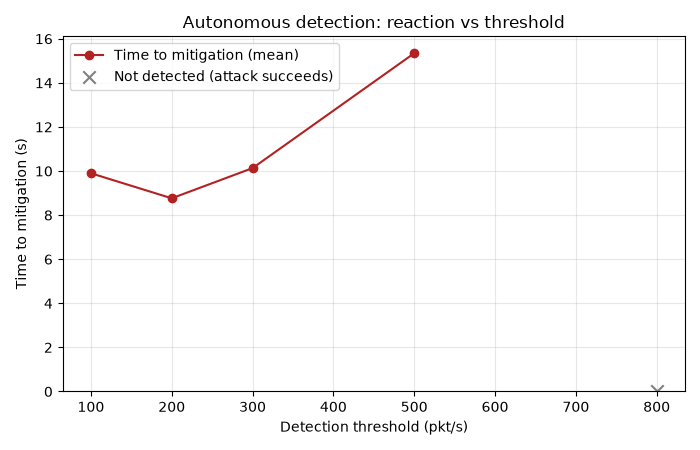 Autonomous detection: reaction vs threshold
Time to mitigation (mean)
Not detected (attack succeeds)
Time to mitigation (s)
16
14
12
10
8
6
4
2
0
100 200 300 400 500 600 700 800
Detection threshold (pkt/s)